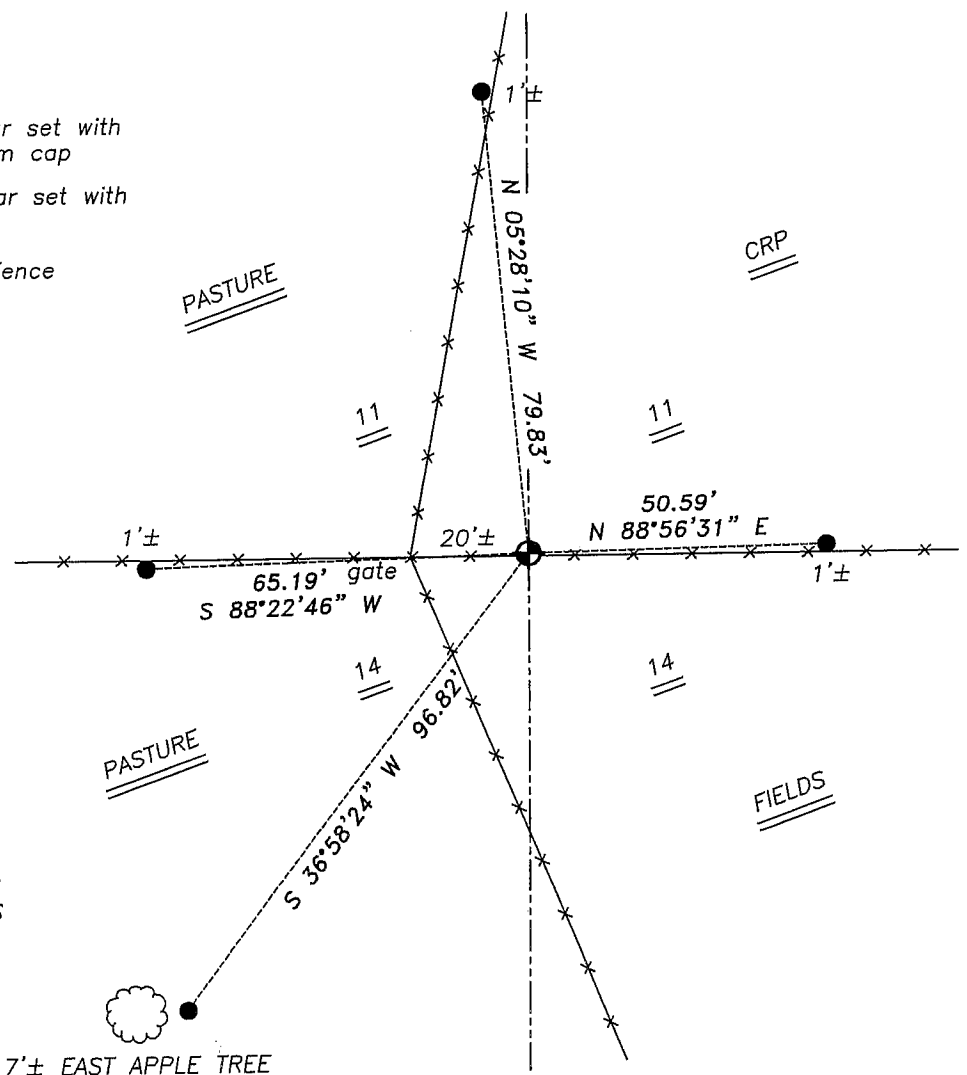 1'±
r set with
m cap
ar set with
ence
N 05°28'10" W 79.83'
CRP
PASTURE
11
11
50.59'
N 88°56'31" E
1'±
20'±
1'±
65.19' gate
S 88°22'46" W
14
14
S 36°58'24" W 96.82'
PASTURE
FIELDS
S
7'± EAST APPLE TREE